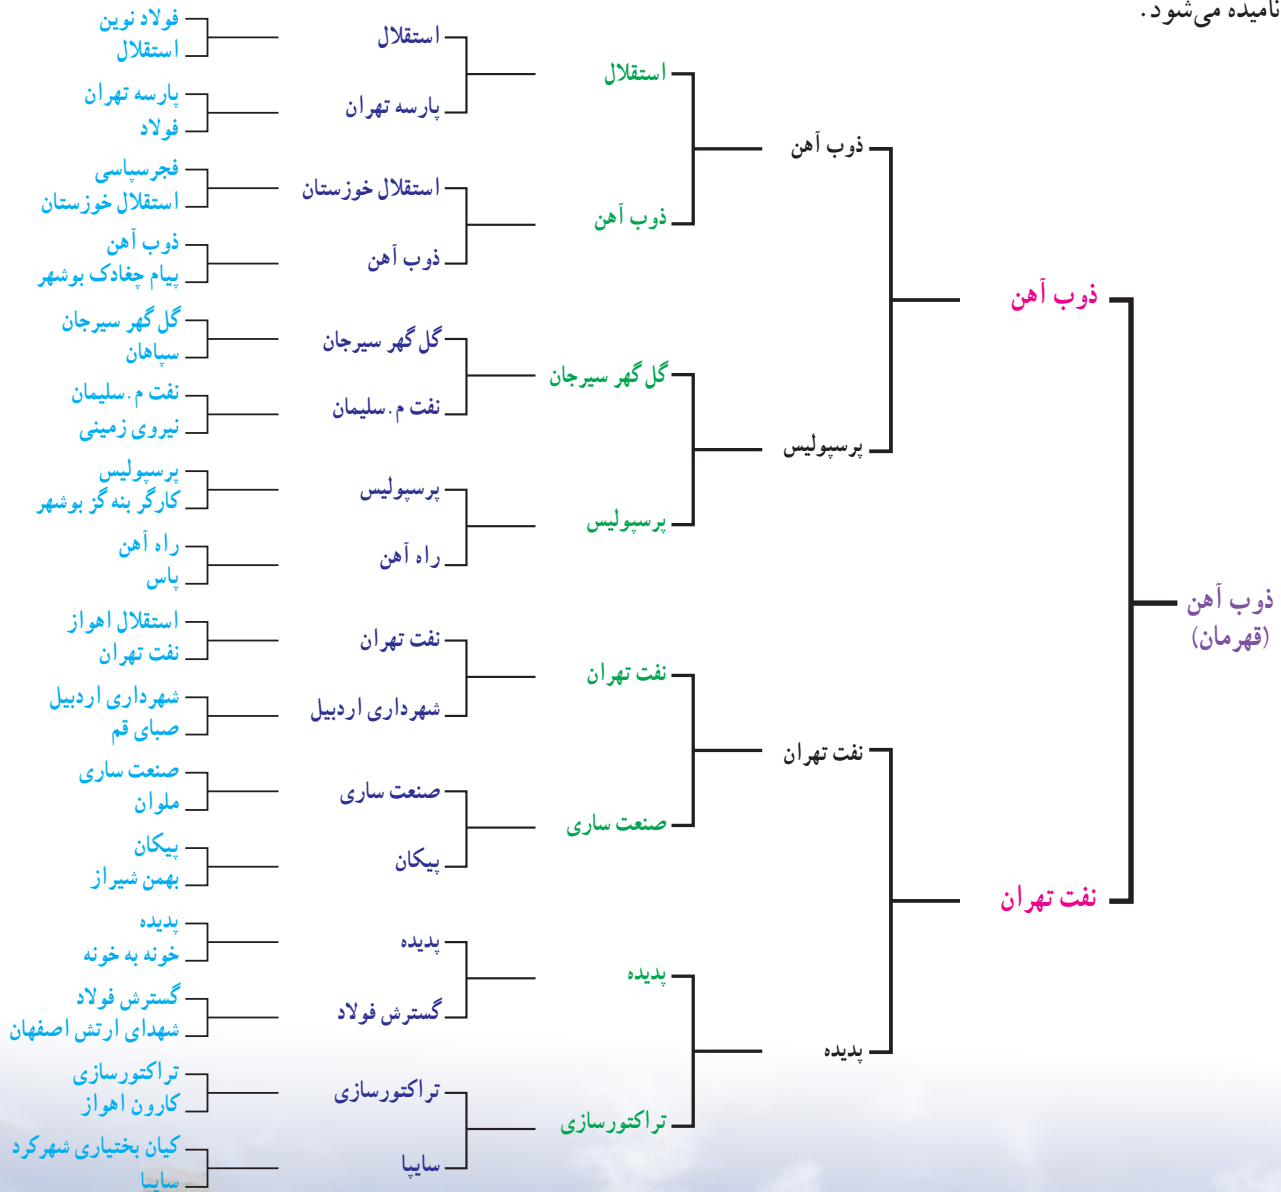 نامیده می‌شود.
ذوب آهن
(قهرمان)
ذوب آهن
نفت تهران
ذوب آهن
پرسپولیس
نفت تهران
پدیده
استقلال
ذوب آهن
گل گهر سیرجان
پرسپولیس
نفت تهران
صنعت ساری
پدیده
تراکتورسازی
استقلال
پارسه تهران
استقلال خوزستان
ذوب آهن
گل گهر سیرجان
نفت م.سلیمان
پرسپولیس
راه آهن
نفت تهران
شهرداری اردبیل
صنعت ساری
پیکان
پدیده
گسترش فولاد
تراکتورسازی
سایپا
فولاد نوین
استقلال
پارسه تهران
فولاد
فجرسپاسی
استقلال خوزستان
ذوب آهن
پیام چغادک بوشهر
گل گهر سیرجان
سپاهان
نفت م.سلیمان
نیروی زمینی
پرسپولیس
کارگر بنه گز بوشهر
راه آهن
پاس
استقلال اهواز
نفت تهران
شهرداری اردبیل
صبای قم
صنعت ساری
ملوان
پیکان
بهمن شیراز
پدیده
خونه به خونه
گسترش فولاد
شهدای ارتش اصفهان
تراکتورسازی
کارون اهواز
کیان بختیاری شهرکرد
سایپا